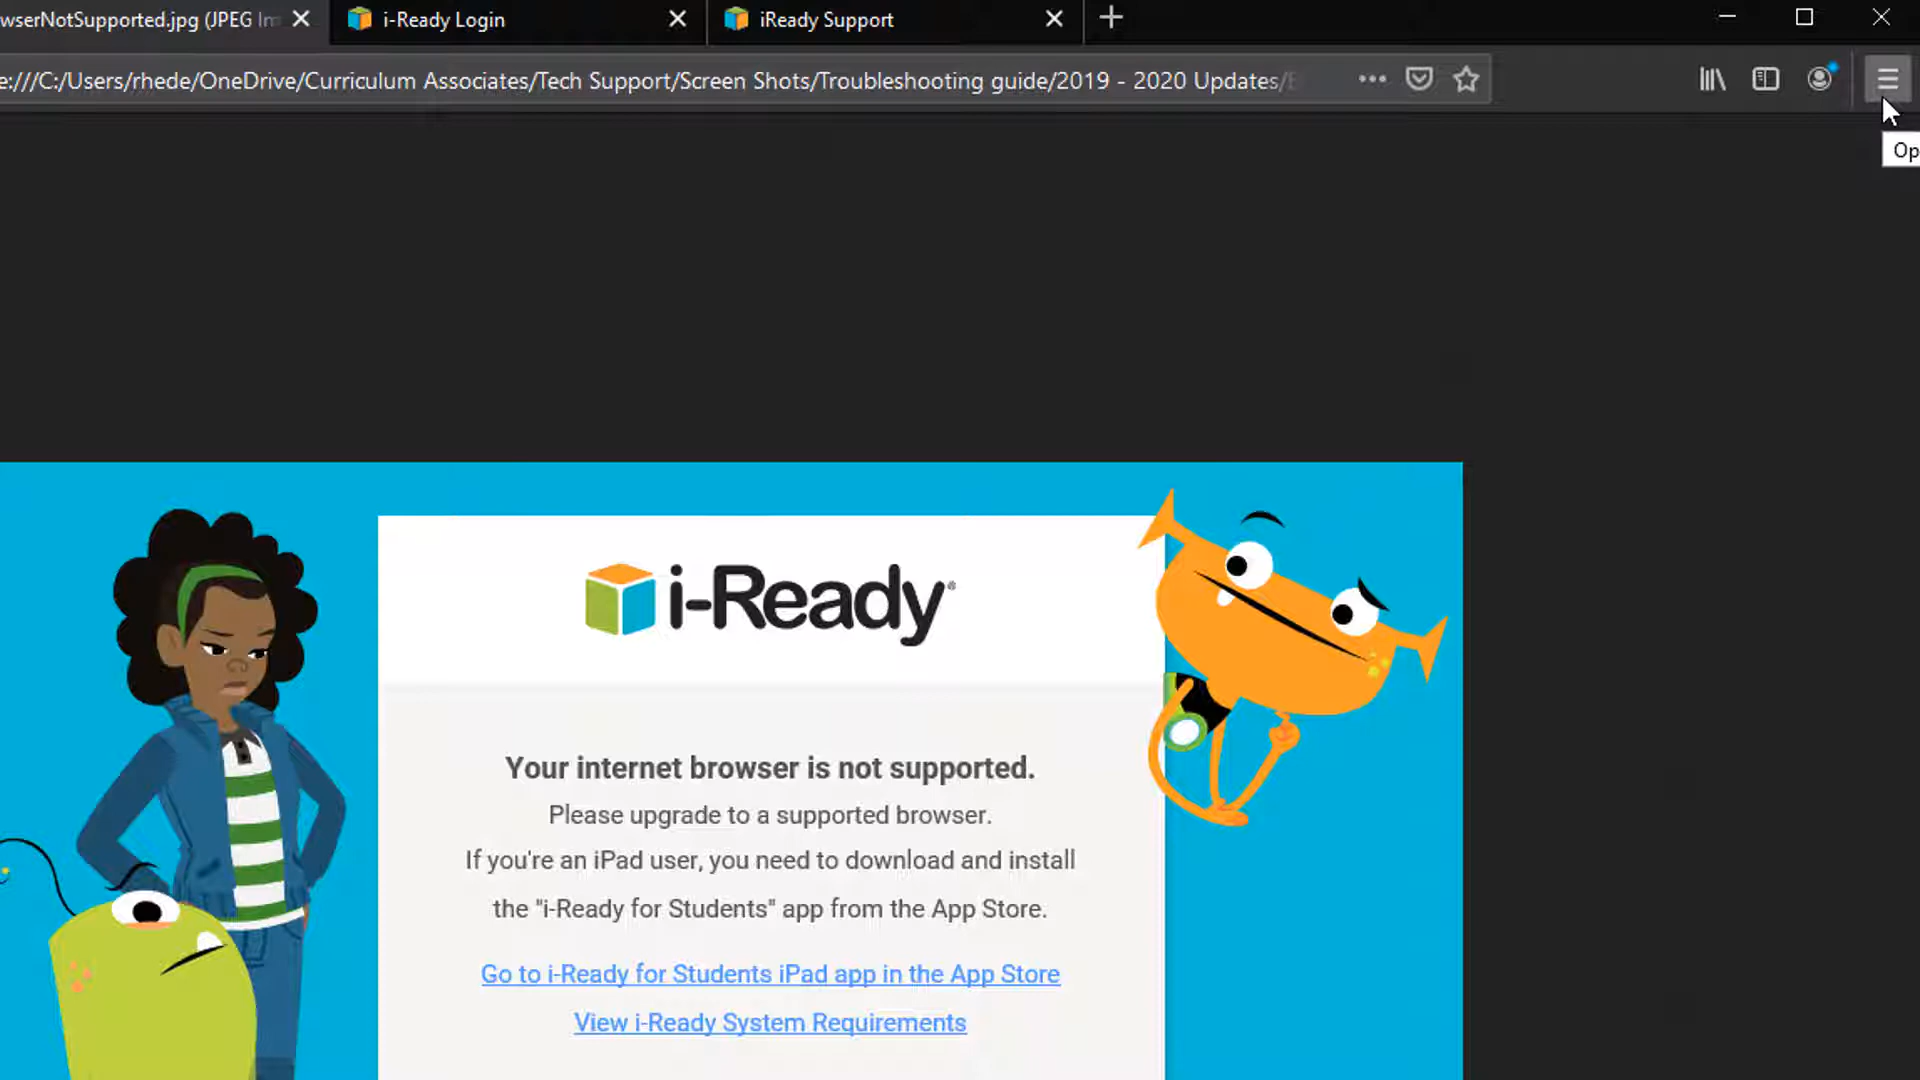 wserNotSupported.jpg (JPEG Im
i-Ready Login
iReady Support
e:///C:/Users/rhede/OneDrive/Curriculum Associates/Tech Support/Screen Shots/Troubleshooting guide/2019 - 2020 Updates/
Op
i-Ready®
Your internet browser is not supported.
Please upgrade to a supported browser.
If you're an iPad user, you need to download and install
the "i-Ready for Students" app from the App Store.
Go to i-Ready for Students iPad app in the App Store
View i-Ready System Requirements